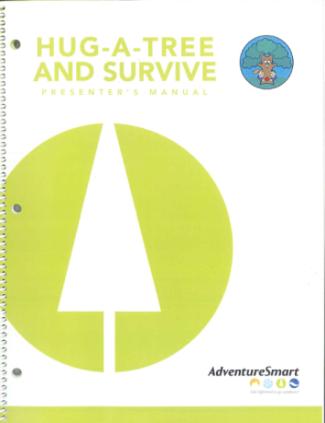 HUG-A-TREE
AND SURVIVE
PRESENTER'S MANUAL
AdventureSmart